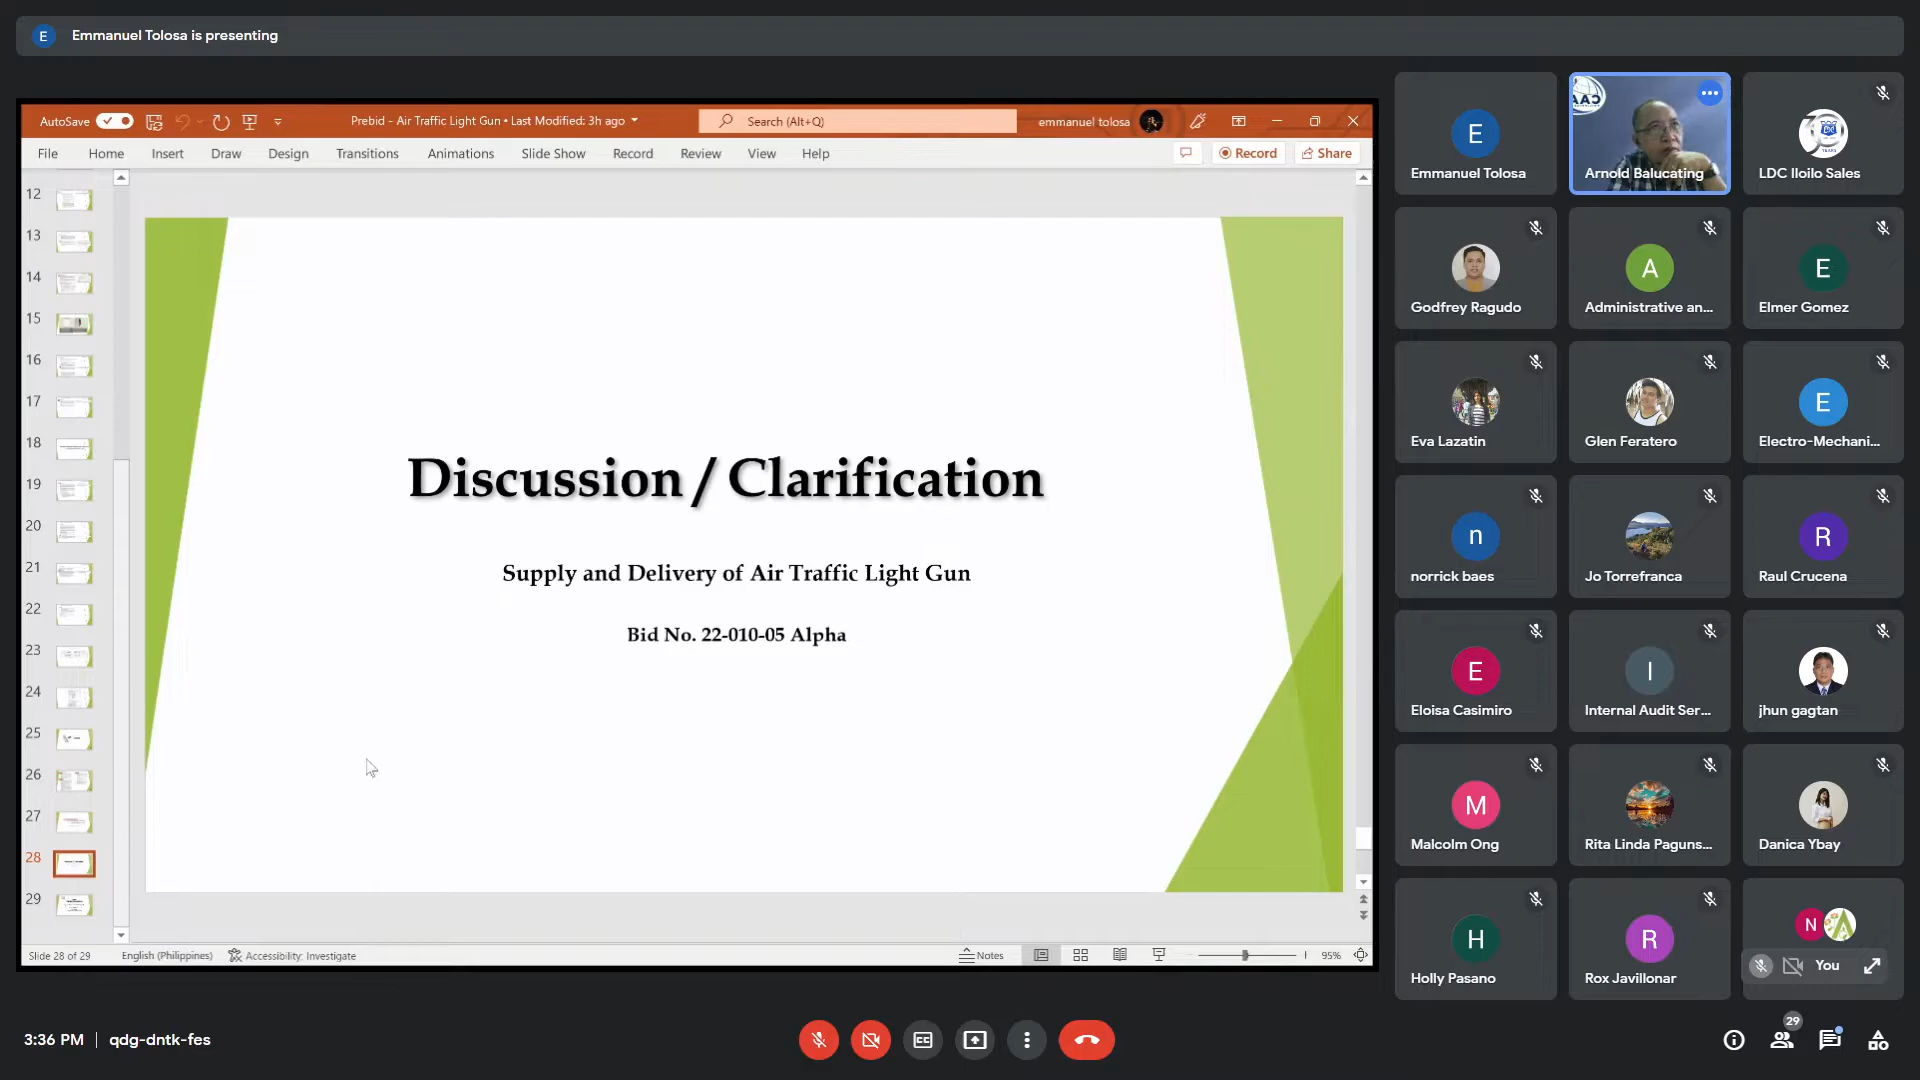 E Emmanuel Tolosa is presenting
AutoSave
Prebid - Air Traffic Light Gun • Last Modified: 3h ago
Search (Alt+Q)
emmanuel tolosa
File Home Insert Draw Design Transitions Animations Slide Show Record Review View Help
Record
Share
12
13
14
15
16
17
18
19
20
21
22
23
24
25
26
27
28
29
Discussion / Clarification
Supply and Delivery of Air Traffic Light Gun
Bid No. 22-010-05 Alpha
Slide 28 of 29 English (Philippines) Accessibility: Investigate
Notes
95%
E
Emmanuel Tolosa
CAAC
Arnold Balucating
YEARS
LDC Iloilo Sales
Godfrey Ragudo
A
Administrative an...
E
Elmer Gomez
Eva Lazatin
Glen Feratero
E
Electro-Mechani...
n
norrick baes
Jo Torrefranca
R
Raul Crucena
E
Eloisa Casimiro
I
Internal Audit Ser...
jhun gagtan
M
Malcolm Ong
Rita Linda Paguns...
Danica Ybay
H
Holly Pasano
R
Rox Javillonar
N
You
3:36 PM | qdg-dntk-fes
29